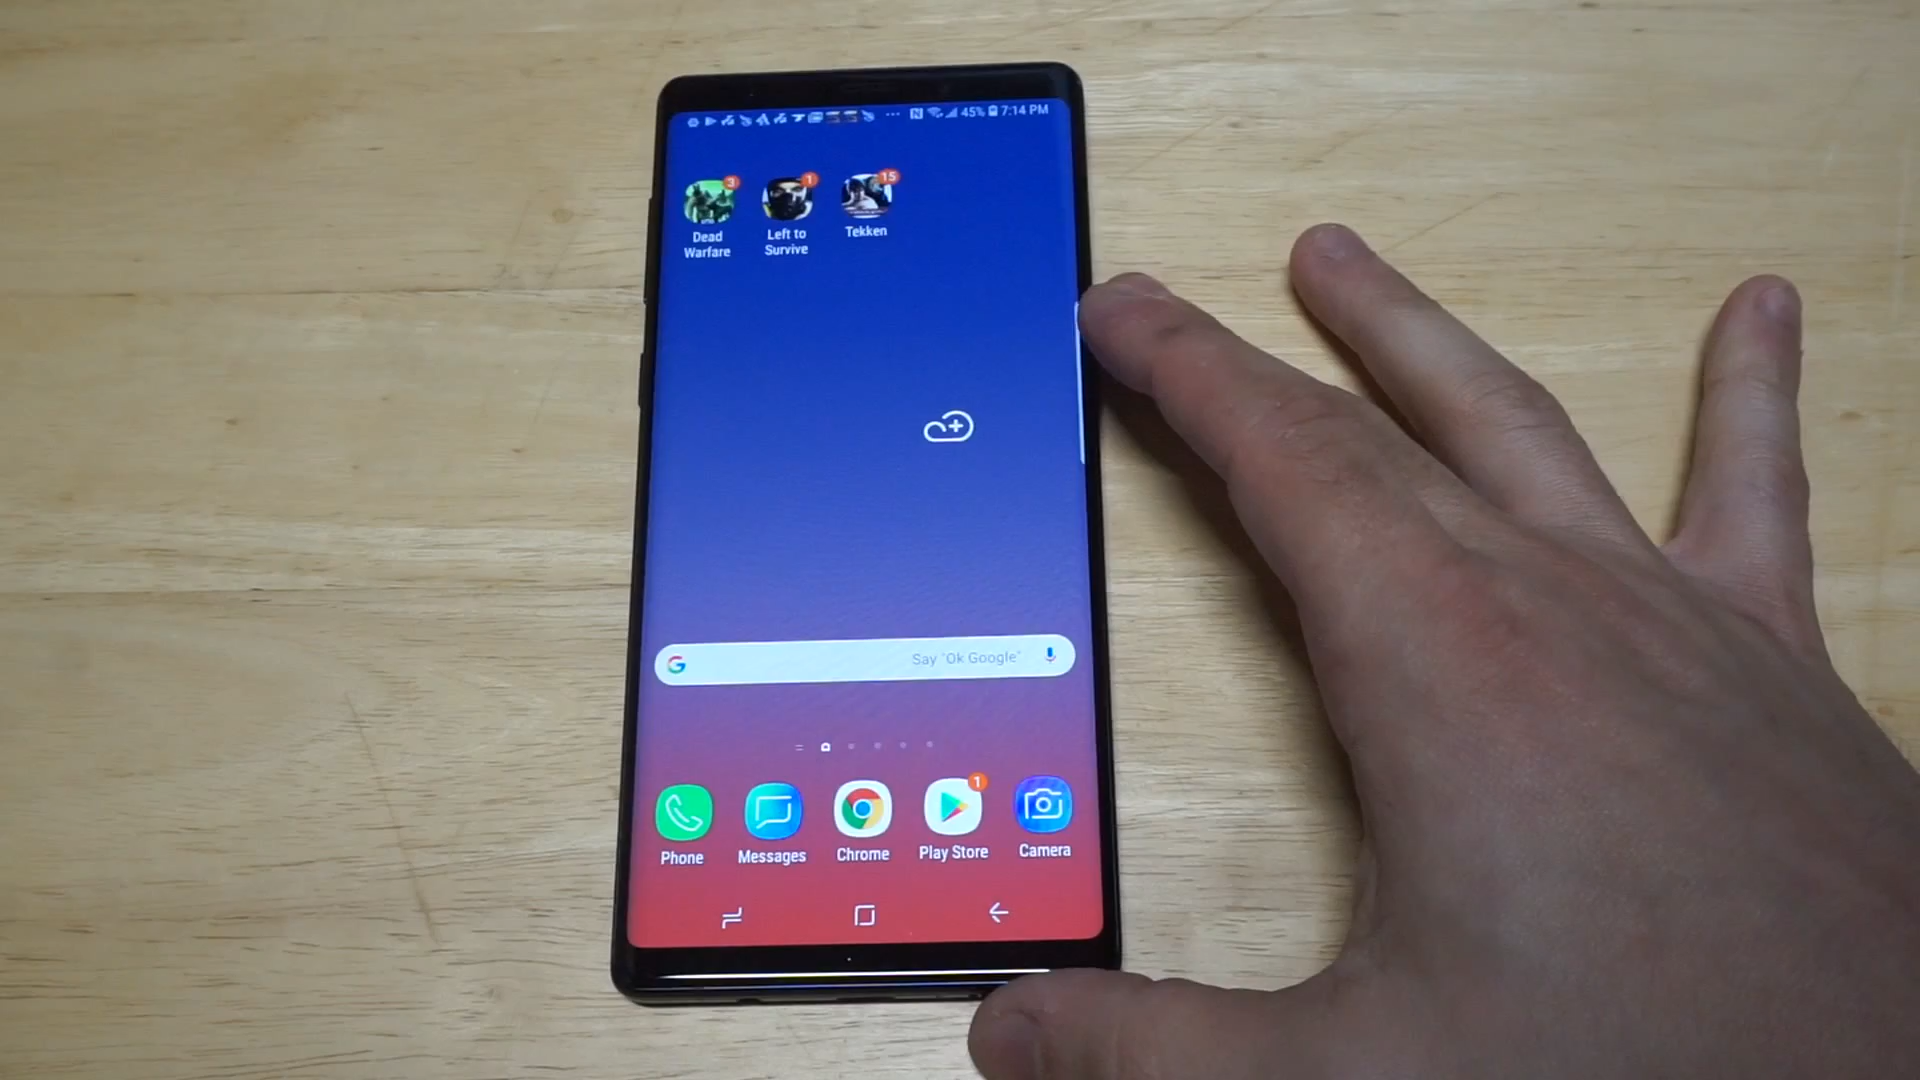 45% 7:14 PM
3
1
15
Dead
Warfare
Left to
Survive
Tekken
G Say "Ok Google"
1
Phone
Messages
Chrome
Play Store
Camera